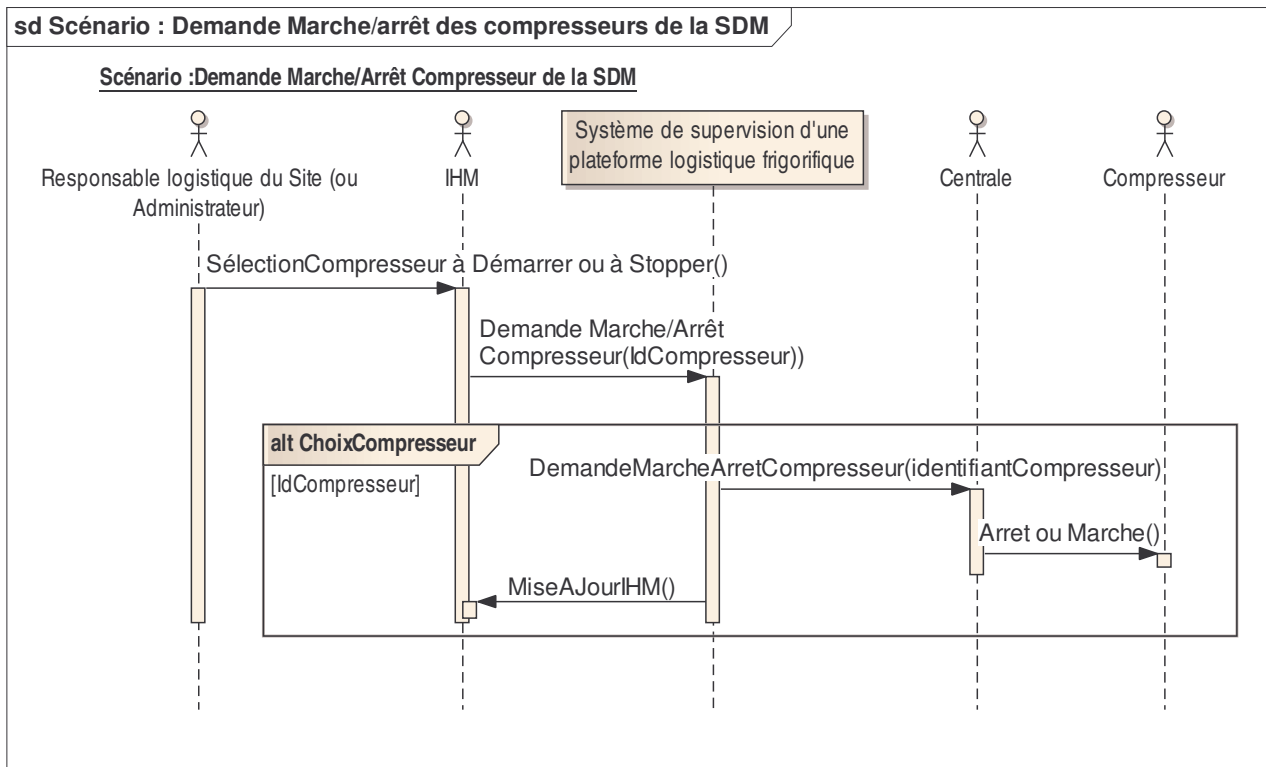 sd Scénario : Demande Marche/arrêt des compresseurs de la SDM
Scénario :Demande Marche/Arrêt Compresseur de la SDM
Responsable logistique du Site (ou
Administrateur)
IHM
Système de supervision d'une
plateforme logistique frigorifique
Centrale
Compresseur
SélectionCompresseur à Démarrer ou à Stopper()
Demande Marche/Arrêt
Compresseur(IdCompresseur))
alt ChoixCompresseur
[IdCompresseur]
DemandeMarcheArretCompresseur(identifiantCompresseur)
Arret ou Marche()
MiseAJourIHM()